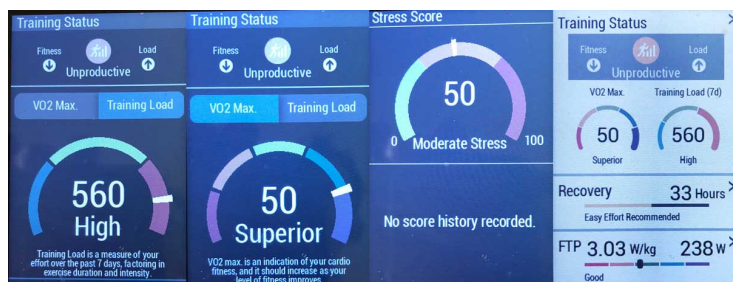 Training Status
Fitness
Load
Unproductive
VO2 Max.
Training Load
560
High
Training Load is a measure of your
effort over the past 7 days, factoring in
exercise duration and intensity.
Training Status
Fitness
Load
Unproductive
VO2 Max.
Training Load
50
Superior
VO2 max. is an indication of your cardio
fitness, and it should increase as your
level of fitness improves.
Stress Score
50
0
Moderate Stress
100
No score history recorded.
Training Status
Fitness
Load
Unproductive
VO2 Max.
Training Load (7d)
50
560
Superior
High
Recovery
33 Hours
Easy Effort Recommended
FTP 3.03 W/kg 238 W
Good